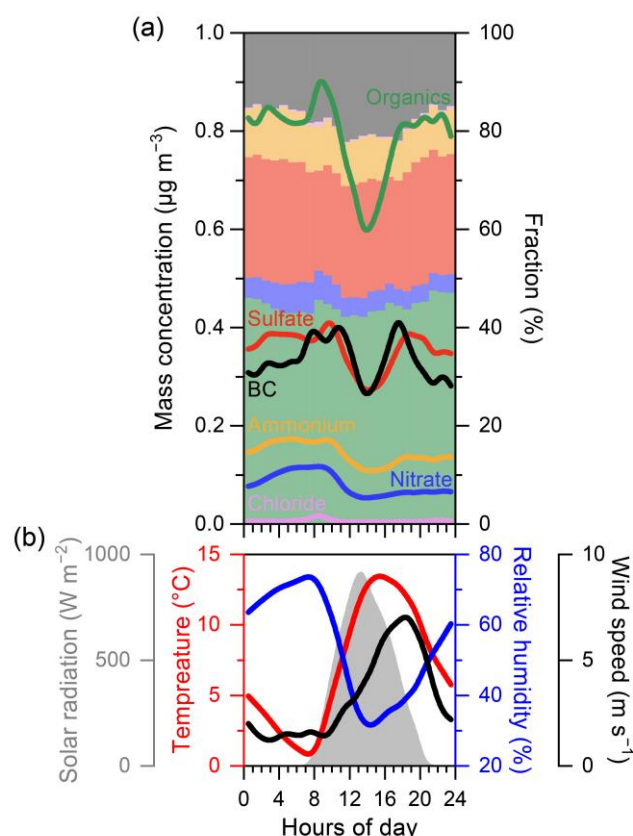 (a)
1.0
0.8
0.6
0.4
0.2
0.0
Mass concentration (µg m⁻³)
100
80
60
40
20
0
Fraction (%)
Organics
Sulfate
BC
Ammonium
Nitrate
Chloride
(b)
1000
500
0
Solar radiation (W m⁻²)
15
10
5
0
Tempreature (°C)
80
60
40
20
Relative humidity (%)
10
5
0
Wind speed (m s⁻¹)
0 4 8 12 16 20 24
Hours of day